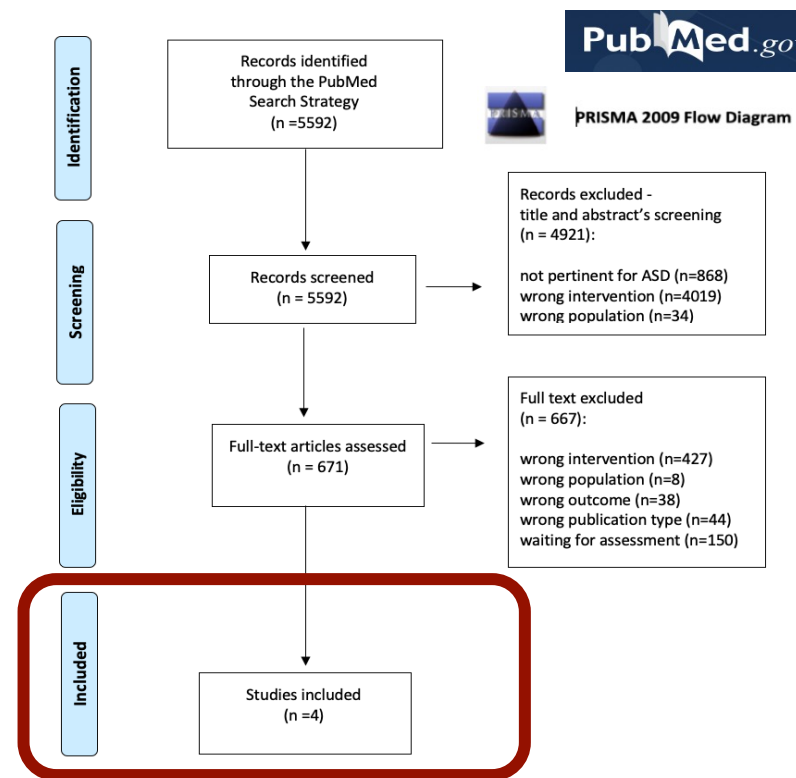 PubMed.gov
PRISMA
PRISMA 2009 Flow Diagram
Identification
Records identified
through the PubMed
Search Strategy
(n =5592)
Screening
Records screened
(n = 5592)
Records excluded -
title and abstract's screening
(n = 4921):
not pertinent for ASD (n=868)
wrong intervention (n=4019)
wrong population (n=34)
Eligibility
Full-text articles assessed
(n = 671)
Full text excluded
(n = 667):
wrong intervention (n=427)
wrong population (n=8)
wrong outcome (n=38)
wrong publication type (n=44)
waiting for assessment (n=150)
Included
Studies included
(n =4)